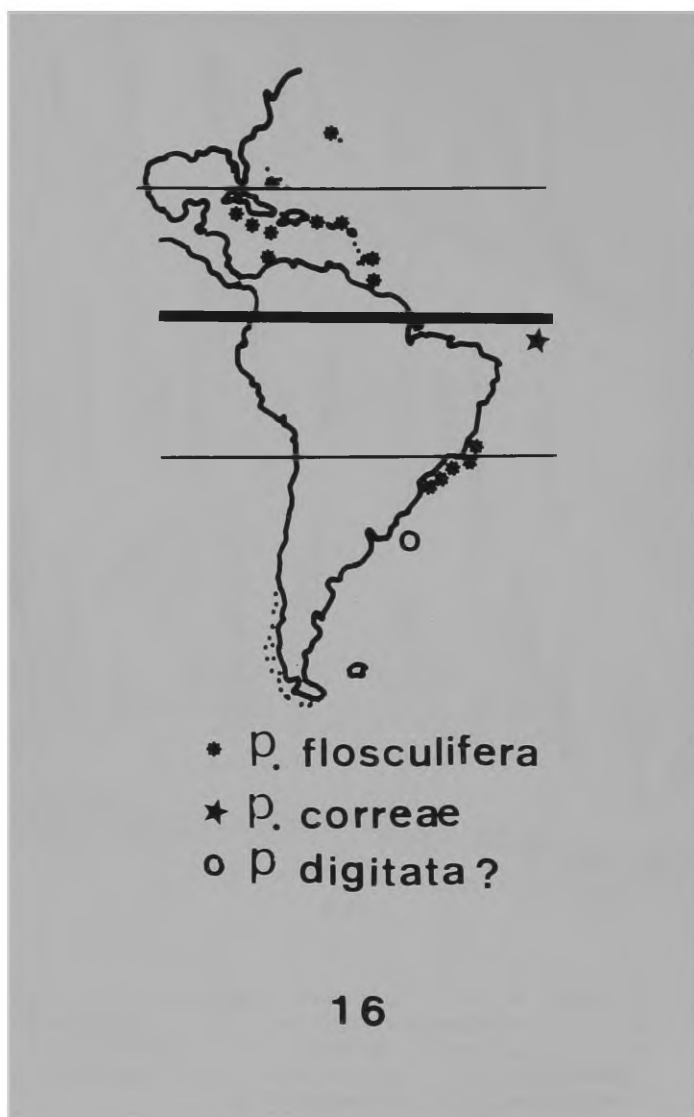 p. flosculifera
p. correae
p digitata ?
16